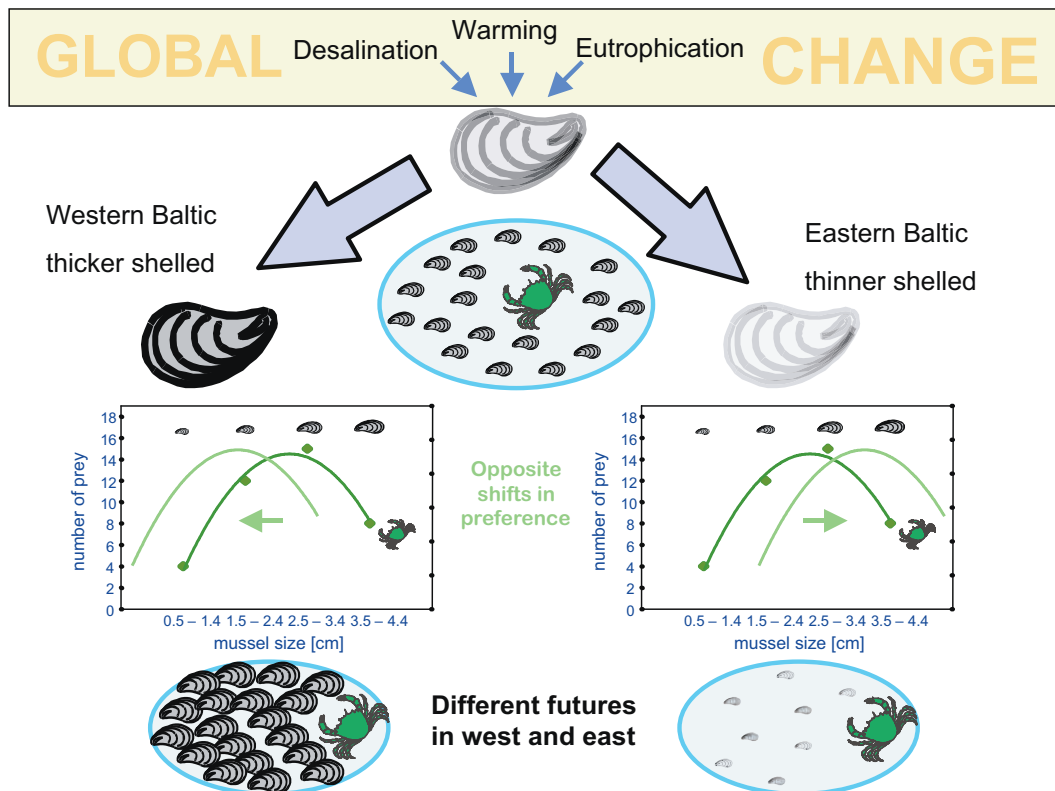 GLOBAL
CHANGE
Desalination
Warming
Eutrophication
Western Baltic
thicker shelled
Eastern Baltic
thinner shelled
number of prey
18
16
14
12
10
8
6
4
2
0
0.5 – 1.4 1.5 – 2.4 2.5 – 3.4 3.5 – 4.4
mussel size [cm]
Opposite
shifts in
preference
number of prey
18
16
14
12
10
8
6
4
2
0
0.5 – 1.4 1.5 – 2.4 2.5 – 3.4 3.5 – 4.4
mussel size [cm]
Different futures
in west and east